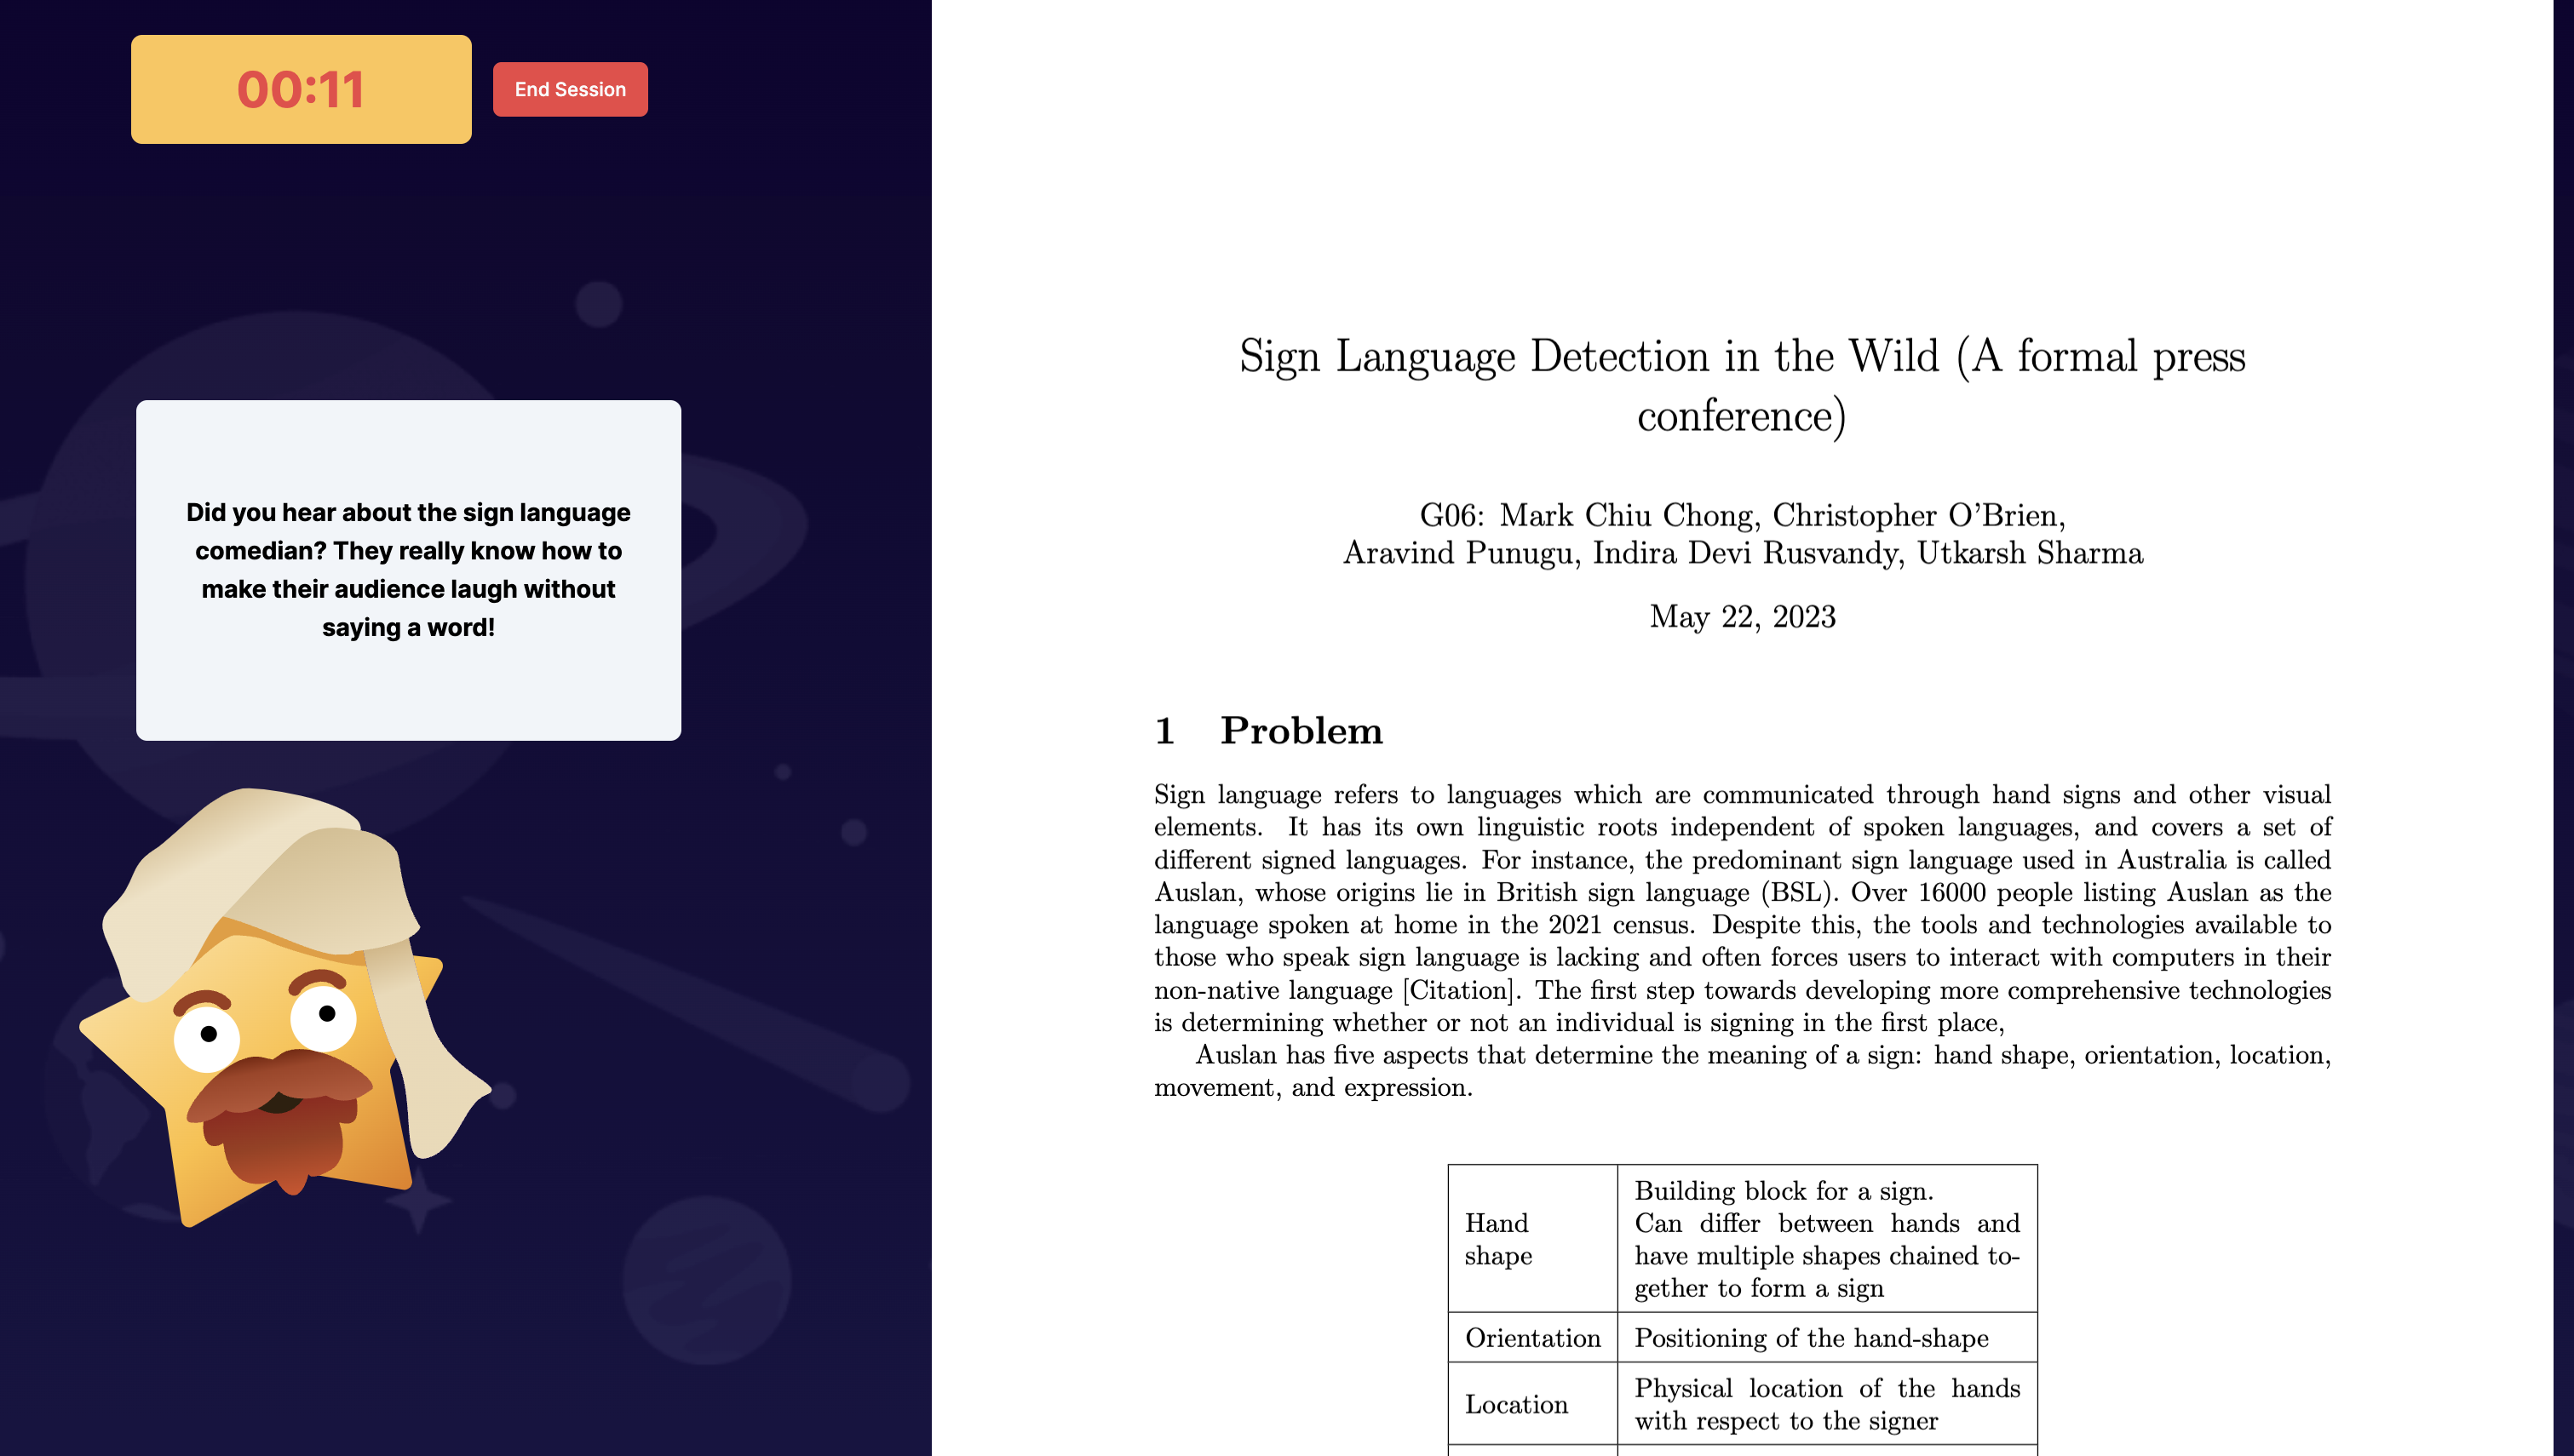 00:11
End Session
Did you hear about the sign language
comedian? They really know how to
make their audience laugh without
saying a word!
Sign Language Detection in the Wild (A formal press
conference)
G06: Mark Chiu Chong, Christopher O'Brien,
Aravind Punugu, Indira Devi Rusvandy, Utkarsh Sharma
May 22, 2023
1 Problem
Sign language refers to languages which are communicated through hand signs and other visual
elements. It has its own linguistic roots independent of spoken languages, and covers a set of
different signed languages. For instance, the predominant sign language used in Australia is called
Auslan, whose origins lie in British sign language (BSL). Over 16000 people listing Auslan as the
language spoken at home in the 2021 census. Despite this, the tools and technologies available to
those who speak sign language is lacking and often forces users to interact with computers in their
non-native language [Citation]. The first step towards developing more comprehensive technologies
is determining whether or not an individual is signing in the first place,
Auslan has five aspects that determine the meaning of a sign: hand shape, orientation, location,
movement, and expression.
Hand
shape
Building block for a sign.
Can differ between hands and
have multiple shapes chained to-
gether to form a sign
Orientation
Positioning of the hand-shape
Location
Physical location of the hands
with respect to the signer